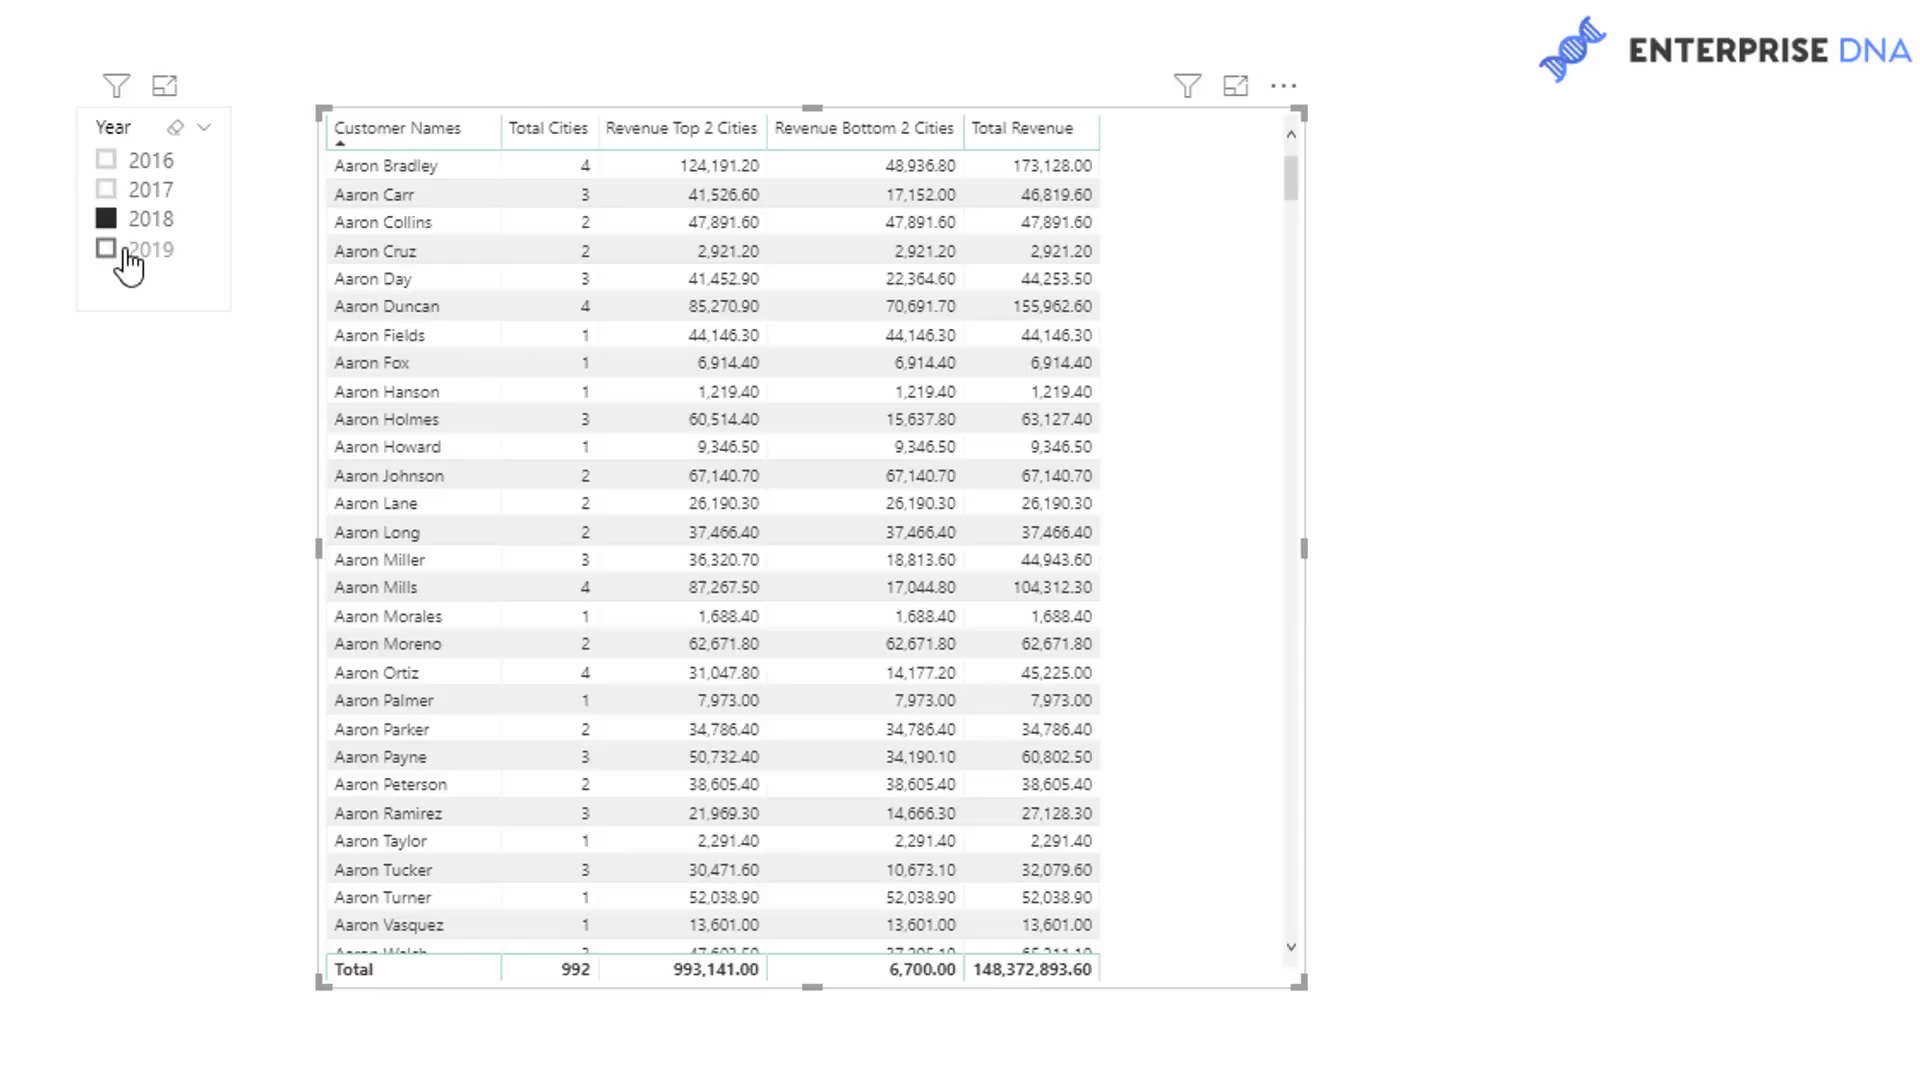 ENTERPRISE DNA
Year
2016
2017
2018
2019
Customer Names Total Cities Revenue Top 2 Cities Revenue Bottom 2 Cities Total Revenue
Aaron Bradley 4 124,191.20 48,936.80 173,128.00
Aaron Carr 3 41,526.60 17,152.00 46,819.60
Aaron Collins 2 47,891.60 47,891.60 47,891.60
Aaron Cruz 2 2,921.20 2,921.20 2,921.20
Aaron Day 3 41,452.90 22,364.60 44,253.50
Aaron Duncan 4 85,270.90 70,691.70 155,962.60
Aaron Fields 1 44,146.30 44,146.30 44,146.30
Aaron Fox 1 6,914.40 6,914.40 6,914.40
Aaron Hanson 1 1,219.40 1,219.40 1,219.40
Aaron Holmes 3 60,514.40 15,637.80 63,127.40
Aaron Howard 1 9,346.50 9,346.50 9,346.50
Aaron Johnson 2 67,140.70 67,140.70 67,140.70
Aaron Lane 2 26,190.30 26,190.30 26,190.30
Aaron Long 2 37,466.40 37,466.40 37,466.40
Aaron Miller 3 36,320.70 18,813.60 44,943.60
Aaron Mills 4 87,267.50 17,044.80 104,312.30
Aaron Morales 1 1,688.40 1,688.40 1,688.40
Aaron Moreno 2 62,671.80 62,671.80 62,671.80
Aaron Ortiz 4 31,047.80 14,177.20 45,225.00
Aaron Palmer 1 7,973.00 7,973.00 7,973.00
Aaron Parker 2 34,786.40 34,786.40 34,786.40
Aaron Payne 3 50,732.40 34,190.10 60,802.50
Aaron Peterson 2 38,605.40 38,605.40 38,605.40
Aaron Ramirez 3 21,969.30 14,666.30 27,128.30
Aaron Taylor 1 2,291.40 2,291.40 2,291.40
Aaron Tucker 3 30,471.60 10,673.10 32,079.60
Aaron Turner 1 52,038.90 52,038.90 52,038.90
Aaron Vasquez 1 13,601.00 13,601.00 13,601.00
Total 992 993,141.00 6,700.00 148,372,893.60